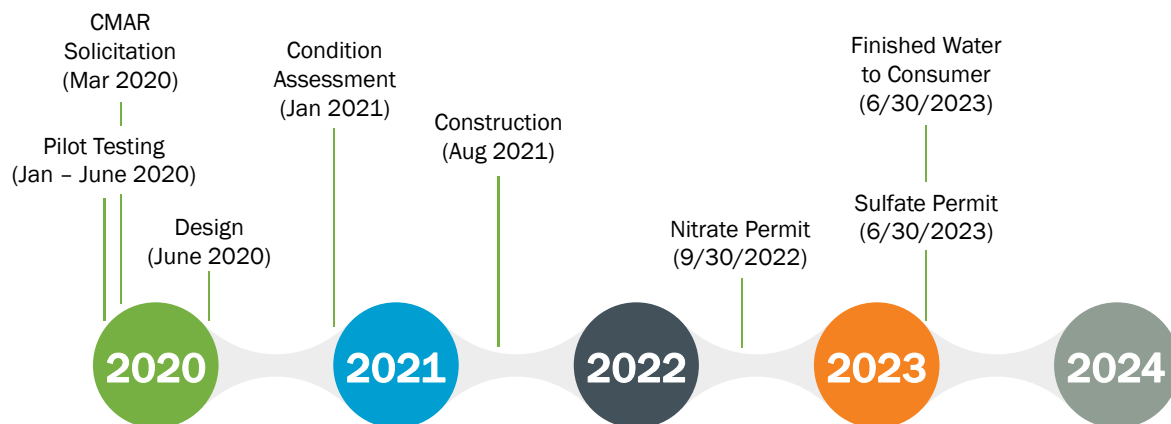 CMAR
Solicitation
(Mar 2020)
Pilot Testing
(Jan – June 2020)
Design
(June 2020)
Condition
Assessment
(Jan 2021)
Construction
(Aug 2021)
Nitrate Permit
(9/30/2022)
Finished Water
to Consumer
(6/30/2023)
Sulfate Permit
(6/30/2023)
2020
2021
2022
2023
2024